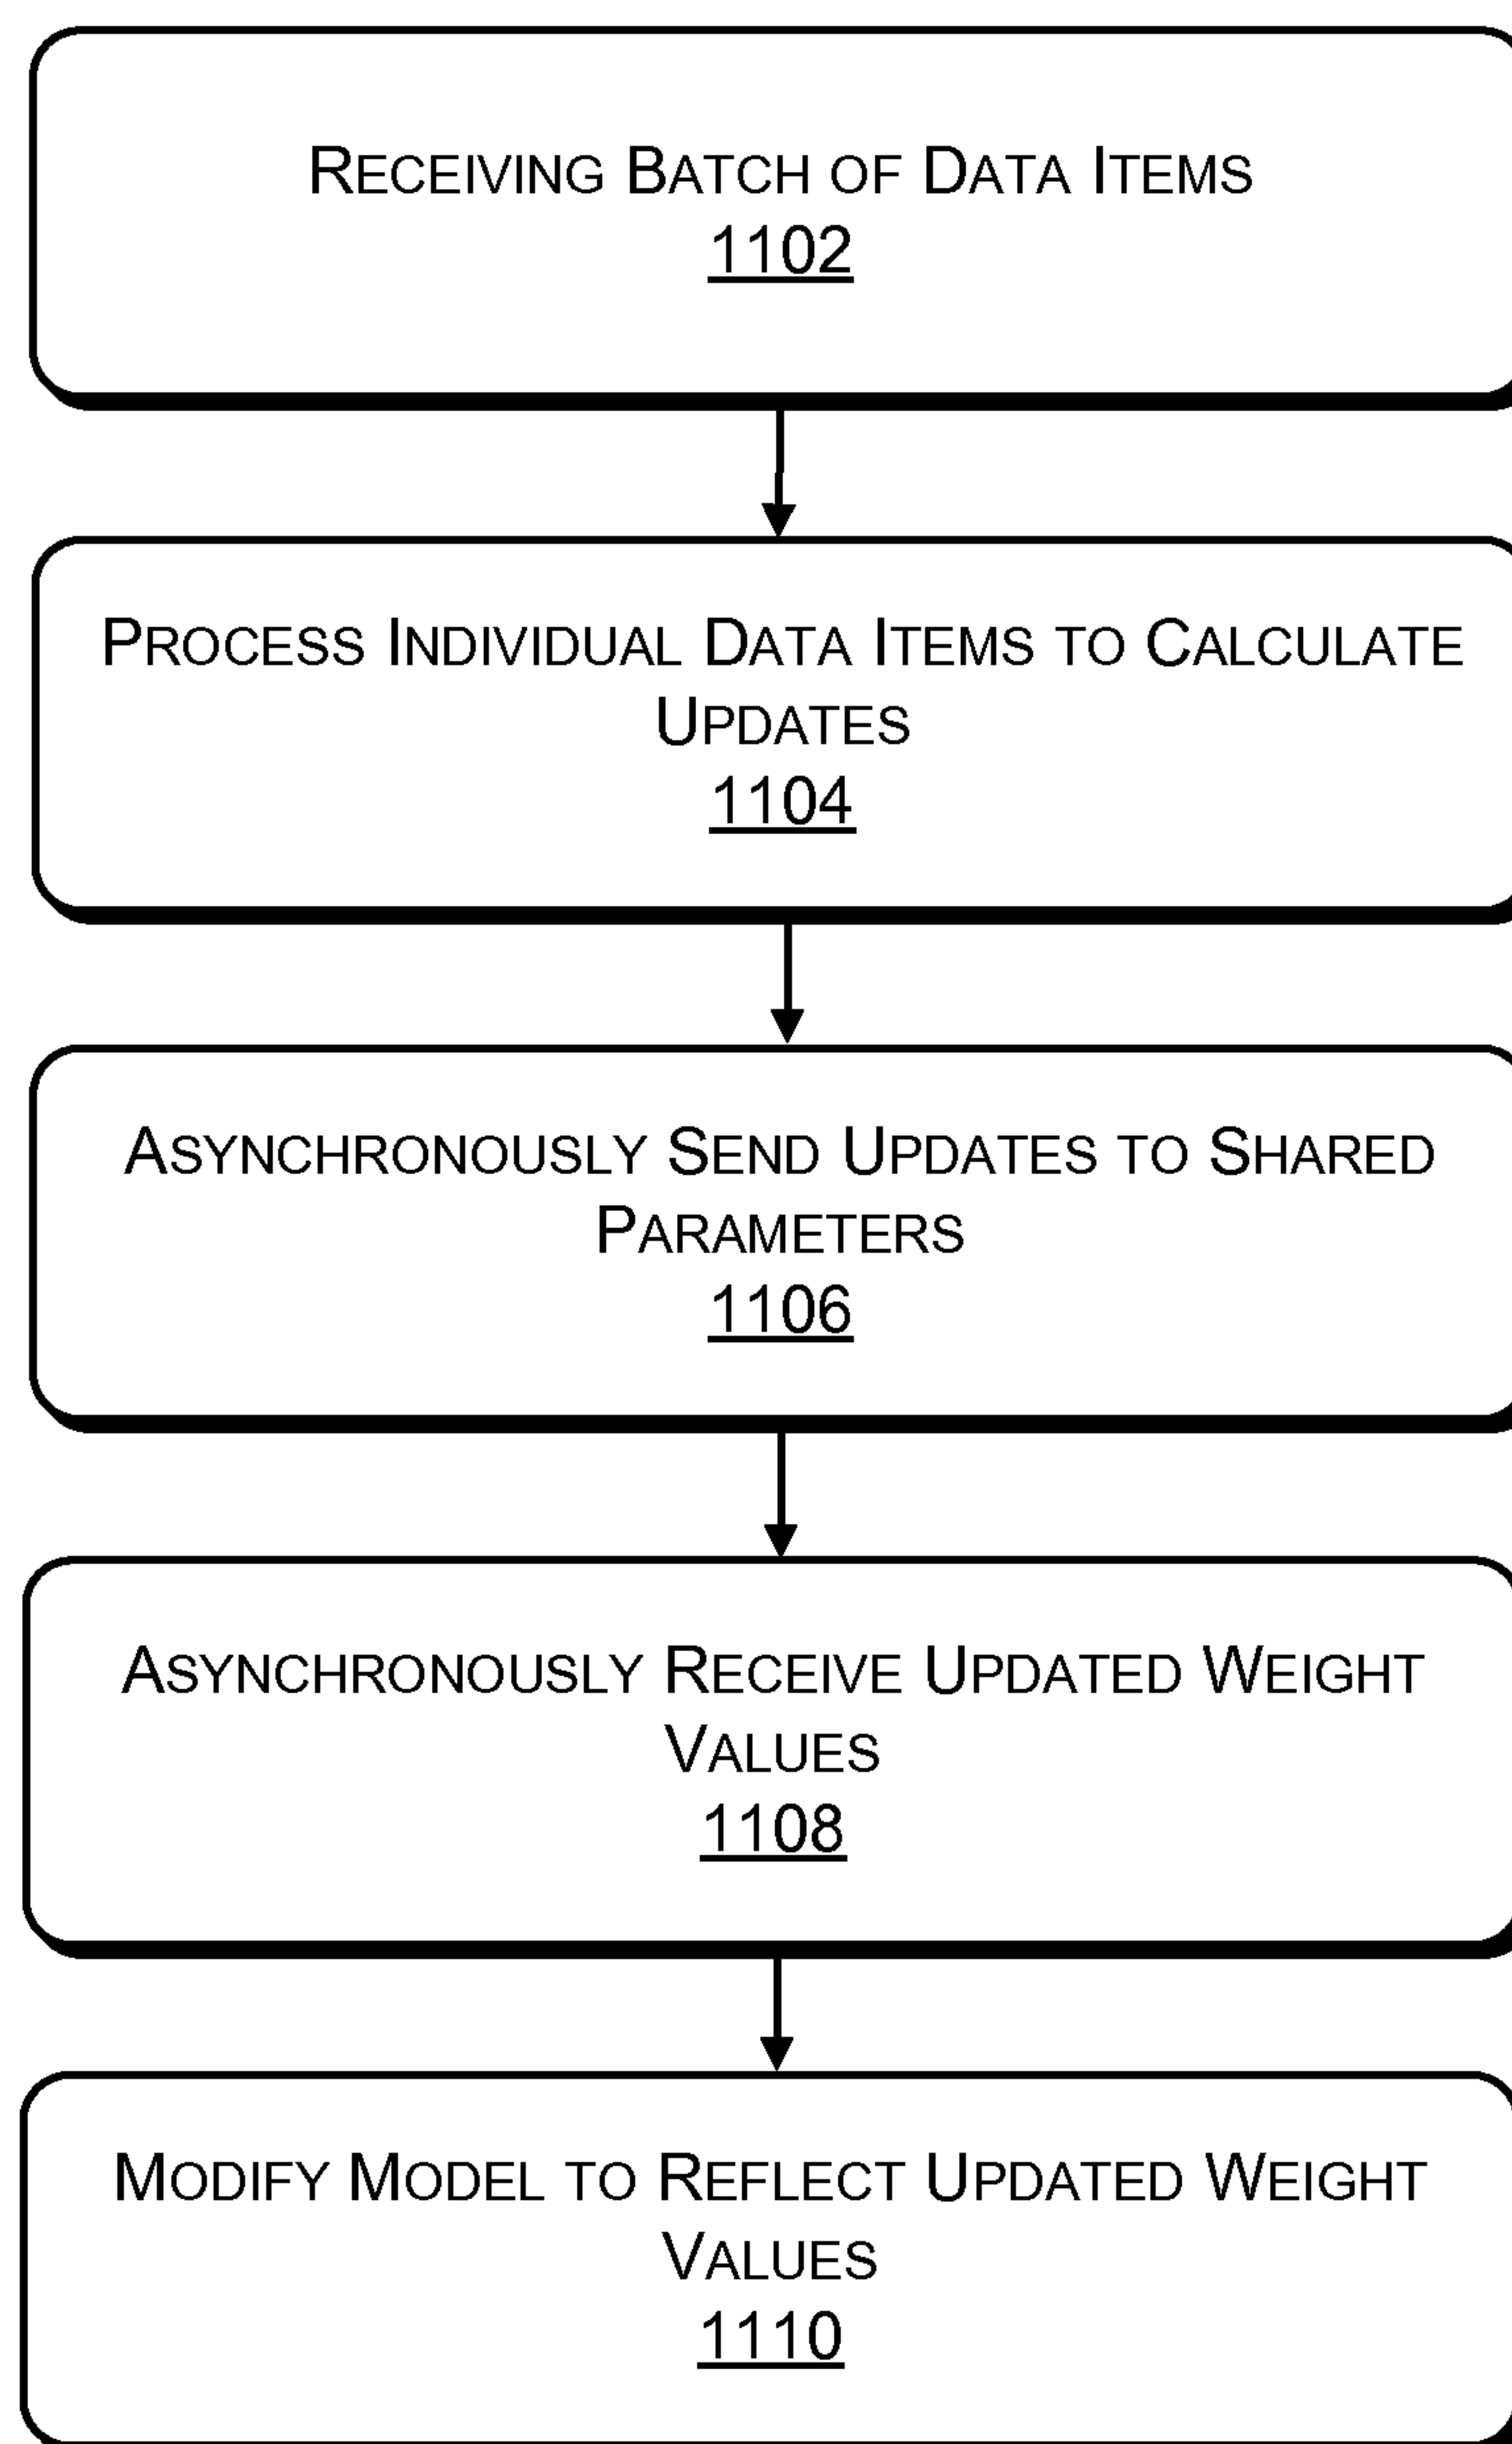 RECEIVING BATCH OF DATA ITEMS
1102
PROCESS INDIVIDUAL DATA ITEMS TO CALCULATE
UPDATES
1104
ASYNCHRONOUSLY SEND UPDATES TO SHARED
PARAMETERS
1106
ASYNCHRONOUSLY RECEIVE UPDATED WEIGHT
VALUES
1108
MODIFY MODEL TO REFLECT UPDATED WEIGHT
VALUES
1110